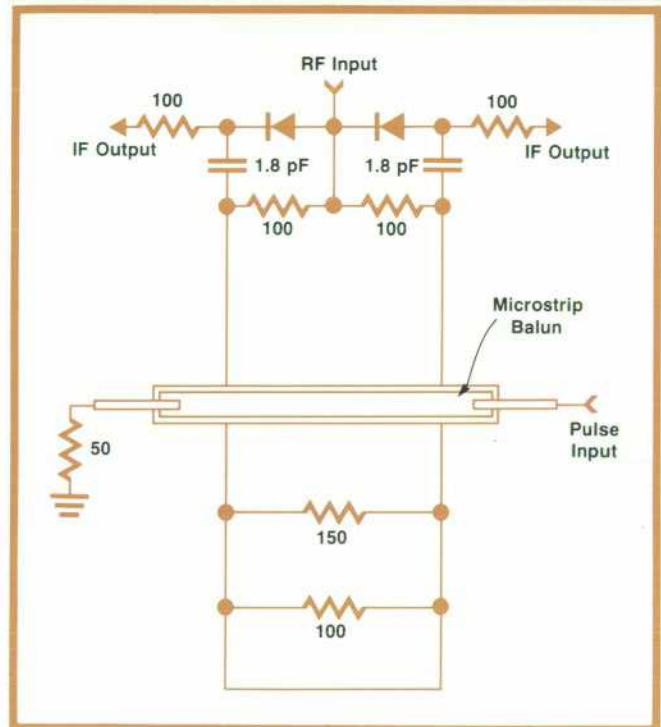 RF Input
100
100
IF Output
IF Output
1.8 pF
1.8 pF
100
100
Microstrip
Balun
50
Pulse
Input
150
100